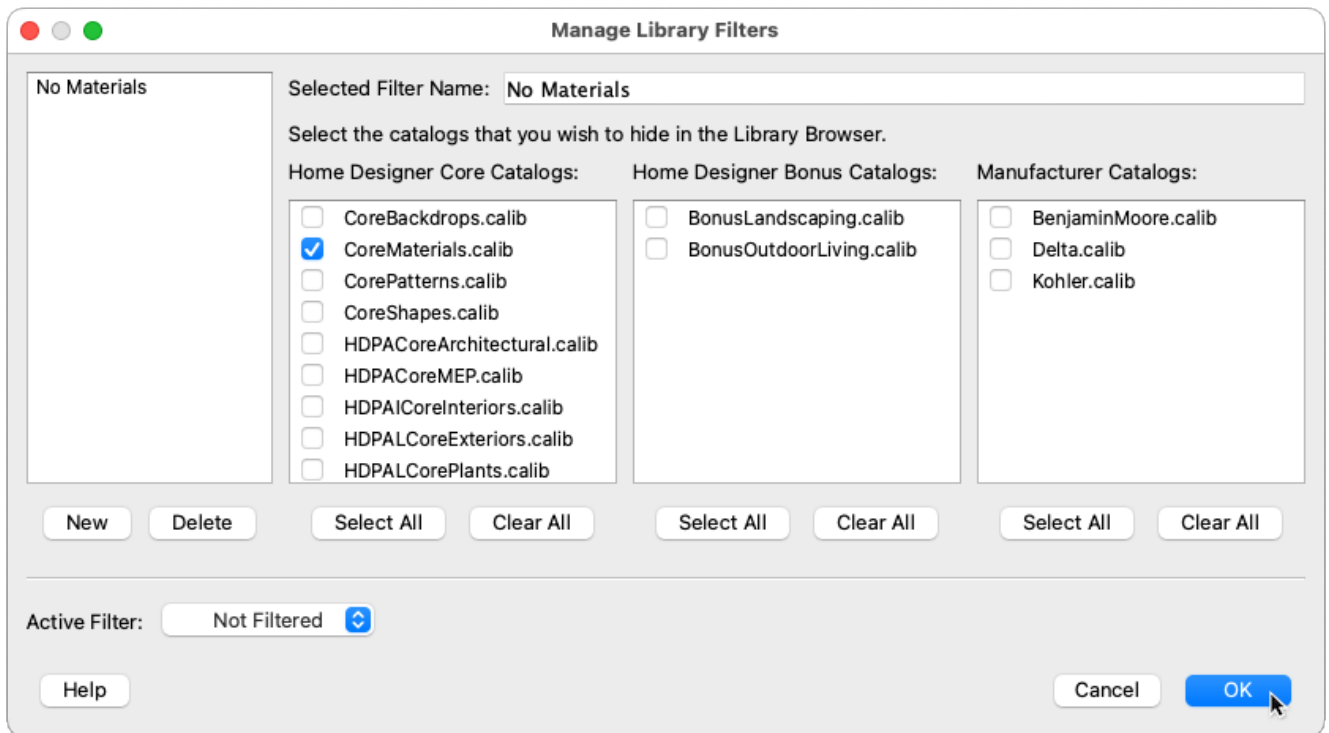 Manage Library Filters
No Materials
Selected Filter Name: No Materials
Select the catalogs that you wish to hide in the Library Browser.
Home Designer Core Catalogs:
CoreBackdrops.calib
CoreMaterials.calib
CorePatterns.calib
CoreShapes.calib
HDPACoreArchitectural.calib
HDPACoreMEP.calib
HDPAICoreInteriors.calib
HDPALCoreExteriors.calib
HDPALCorePlants.calib
Home Designer Bonus Catalogs:
BonusLandscaping.calib
BonusOutdoorLiving.calib
Manufacturer Catalogs:
BenjaminMoore.calib
Delta.calib
Kohler.calib
New Delete Select All Clear All Select All Clear All Select All Clear All
Active Filter: Not Filtered
Help Cancel OK